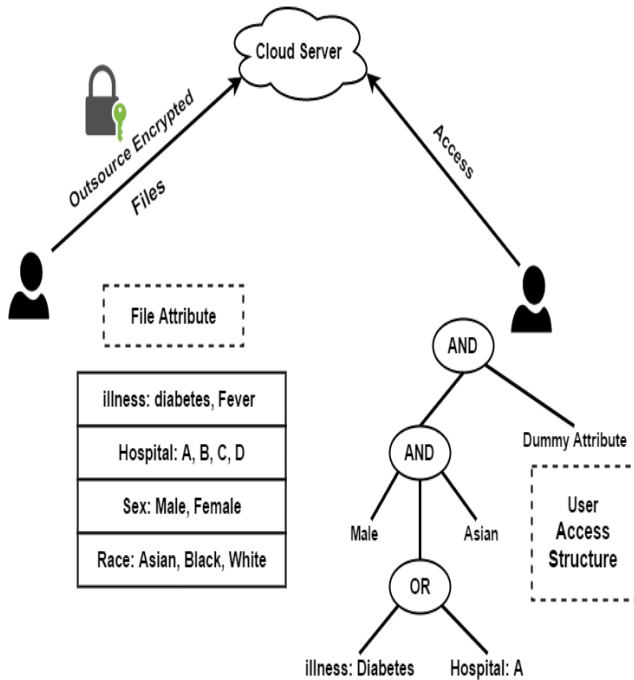 Cloud Server
Outsource Encrypted
Files
Access
File Attribute
illness: diabetes, Fever
Hospital: A, B, C, D
Sex: Male, Female
Race: Asian, Black, White
AND
AND
Dummy Attribute
Male
Asian
User
Access
Structure
OR
illness: Diabetes
Hospital: A